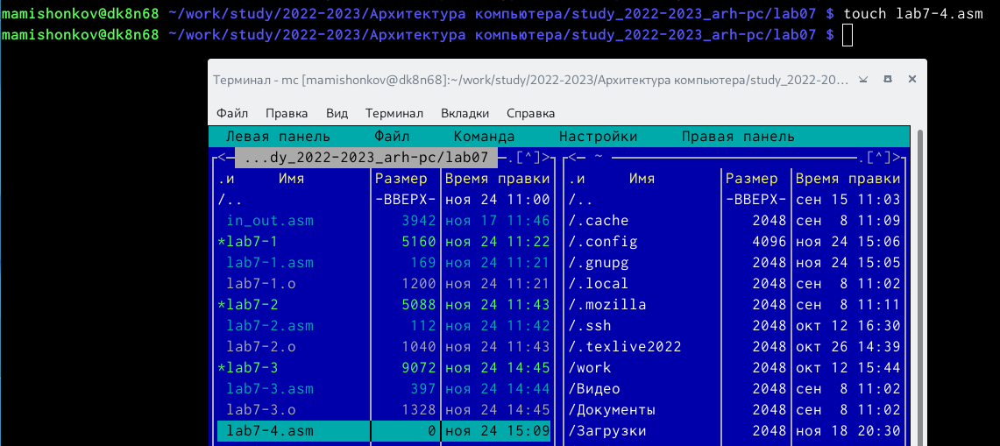 mamishonkov@dk8n68 ~/work/study/2022-2023/Архитектура компьютера/study_2022-2023_arh-pc/lab07 $ touch lab7-4.asm
mamishonkov@dk8n68 ~/work/study/2022-2023/Архитектура компьютера/study_2022-2023_arh-pc/lab07 $
Терминал - mc [mamishonkov@dk8n68]:~/work/study/2022-2023/Архитектура компьютера/study_2022-20...
Файл Правка Вид Терминал Вкладки Справка
Левая панель Файл Команда Настройки Правая панель
<— ...dy_2022-2023_arh-pc/lab07 —.[^]> <— ~ —.[^]>
.и Имя Размер Время правки .и Имя Размер Время правки
/.. -ВВЕРХ- ноя 24 11:00 /.. -ВВЕРХ- сен 15 11:03
in_out.asm 3942 ноя 17 11:46 /.cache 2048 сен 8 11:09
*lab7-1 5160 ноя 24 11:22 /.config 4096 ноя 24 15:06
lab7-1.asm 169 ноя 24 11:21 /.gnupg 2048 ноя 24 15:05
lab7-1.o 1200 ноя 24 11:21 /.local 2048 сен 8 11:02
*lab7-2 5088 ноя 24 11:43 /.mozilla 2048 сен 8 11:11
lab7-2.asm 112 ноя 24 11:42 /.ssh 2048 окт 12 16:30
lab7-2.o 1040 ноя 24 11:43 /.texlive2022 2048 окт 26 14:39
*lab7-3 9072 ноя 24 14:45 /work 2048 окт 12 15:44
lab7-3.asm 397 ноя 24 14:44 /Видео 2048 сен 8 11:02
lab7-3.o 1328 ноя 24 14:45 /Документы 2048 сен 8 11:02
lab7-4.asm 0 ноя 24 15:09 /Загрузки 2048 ноя 18 20:30